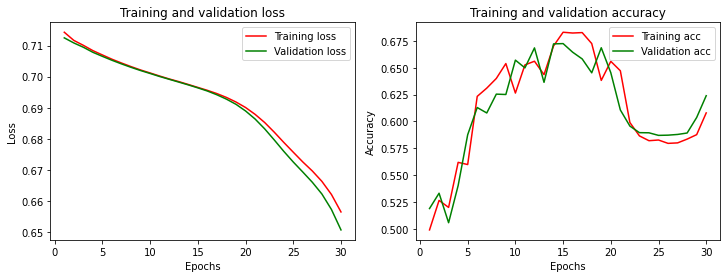 Training and validation loss
Training loss
Validation loss
0.71
0.70
0.69
0.68
0.67
0.66
0.65
Loss
0
5
10
15
20
25
30
Epochs
Training and validation accuracy
Training acc
Validation acc
0.675
0.650
0.625
0.600
0.575
0.550
0.525
0.500
Accuracy
0
5
10
15
20
25
30
Epochs